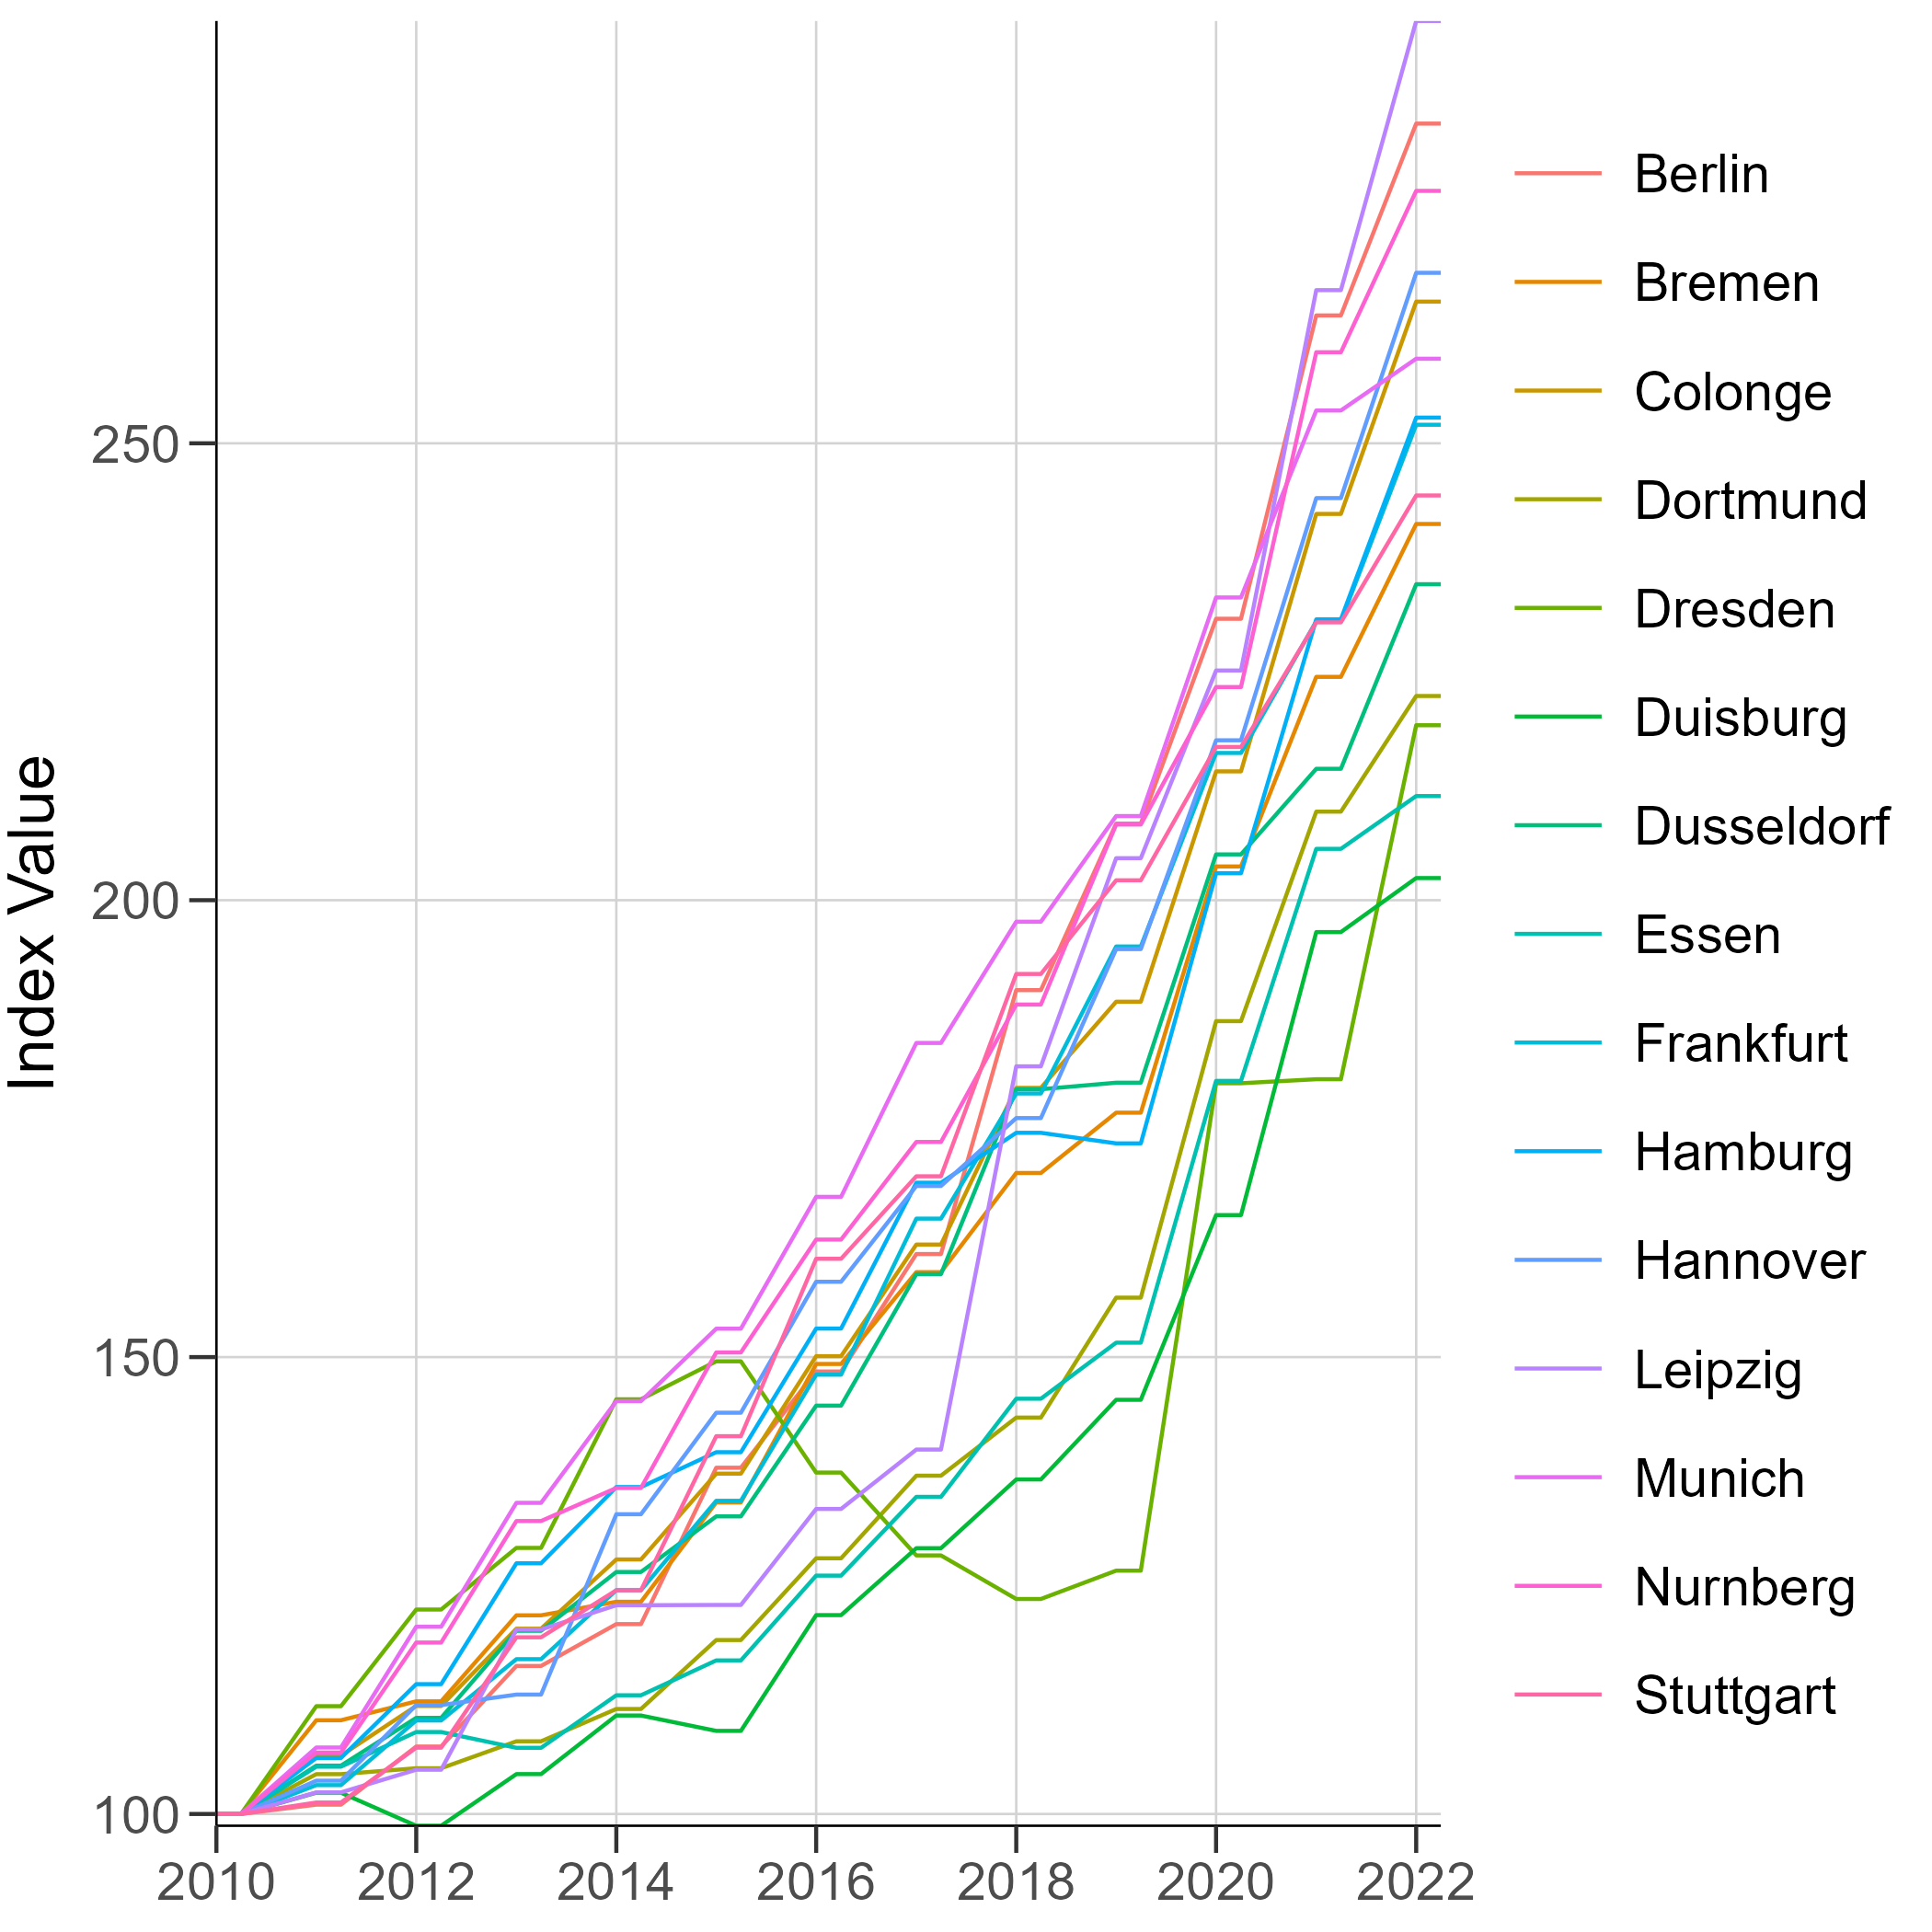 Index Value
250
200
150
100
2010 2012 2014 2016 2018 2020 2022
Berlin
Bremen
Colonge
Dortmund
Dresden
Duisburg
Dusseldorf
Essen
Frankfurt
Hamburg
Hannover
Leipzig
Munich
Nurnberg
Stuttgart